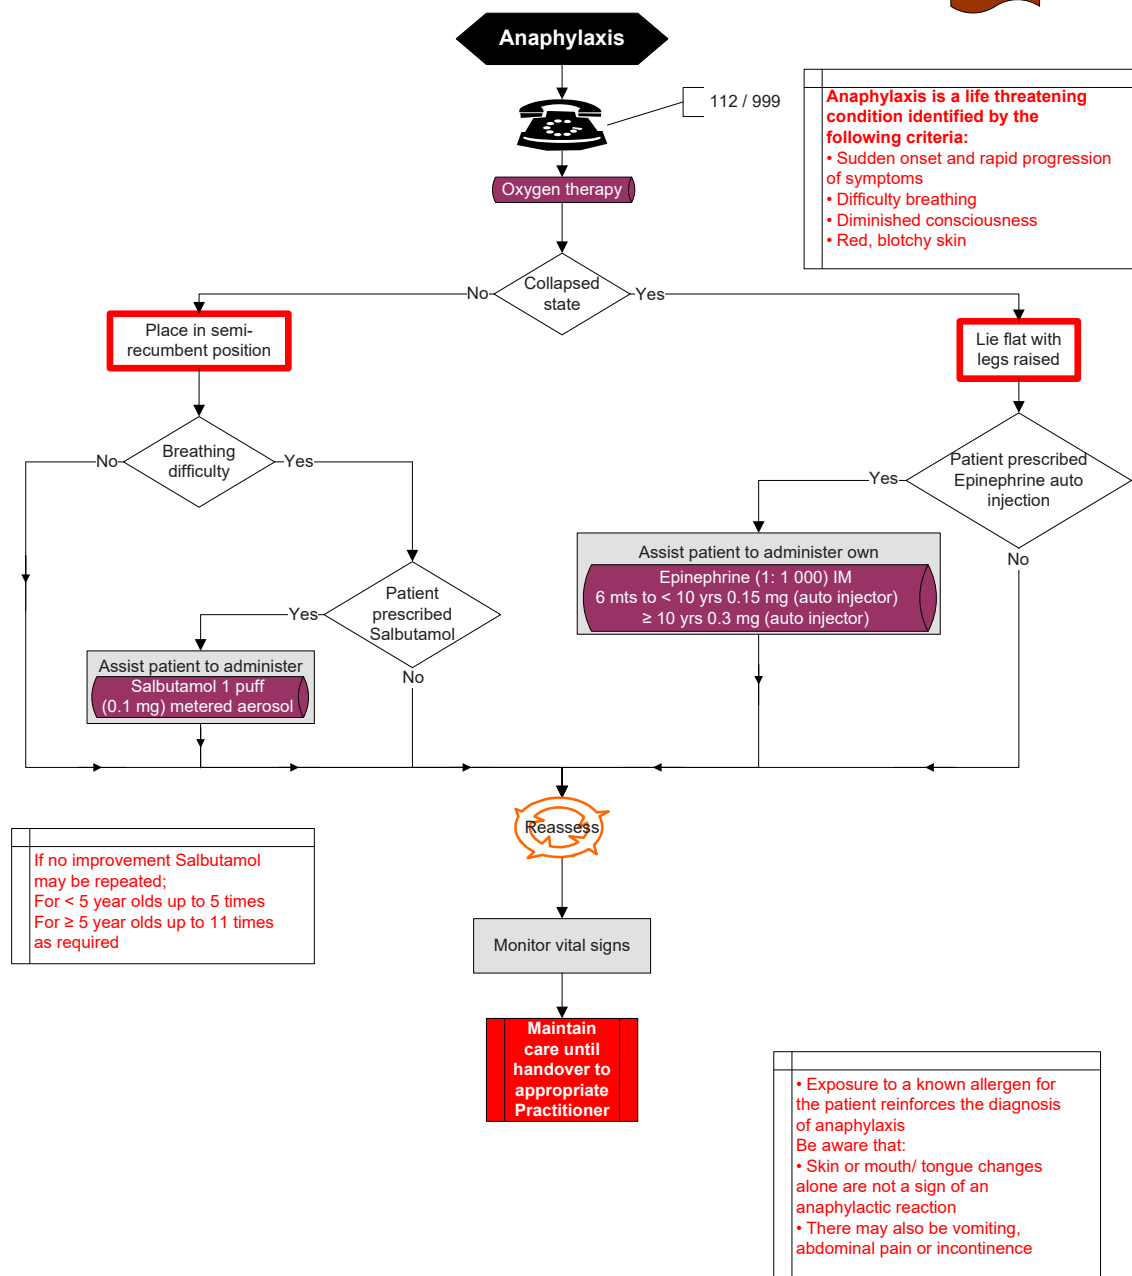 Anaphylaxis
112 / 999
Anaphylaxis is a life threatening
condition identified by the
following criteria:
• Sudden onset and rapid progression
of symptoms
• Difficulty breathing
• Diminished consciousness
• Red, blotchy skin
Oxygen therapy
Collapsed
state
No
Yes
Place in semi-
recumbent position
Lie flat with
legs raised
Breathing
difficulty
No
Yes
Patient prescribed
Epinephrine auto
injection
Yes
No
Assist patient to administer own
Epinephrine (1: 1 000) IM
6 mts to < 10 yrs 0.15 mg (auto injector)
≥ 10 yrs 0.3 mg (auto injector)
Patient
prescribed
Salbutamol
Yes
No
Assist patient to administer
Salbutamol 1 puff
(0.1 mg) metered aerosol
Reassess
If no improvement Salbutamol
may be repeated;
For < 5 year olds up to 5 times
For ≥ 5 year olds up to 11 times
as required
Monitor vital signs
Maintain
care until
handover to
appropriate
Practitioner
• Exposure to a known allergen for
the patient reinforces the diagnosis
of anaphylaxis
Be aware that:
• Skin or mouth/ tongue changes
alone are not a sign of an
anaphylactic reaction
• There may also be vomiting,
abdominal pain or incontinence